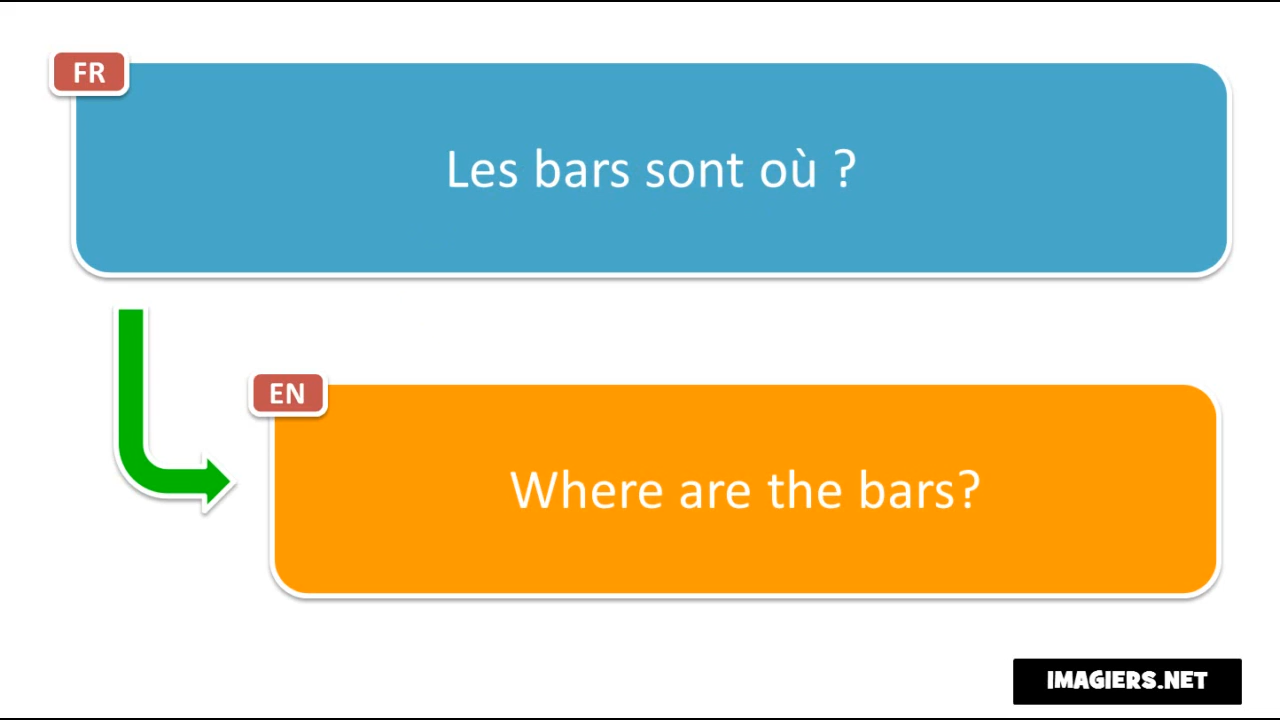 FR
Les bars sont où ?
EN
Where are the bars?
IMAGIERS.NET